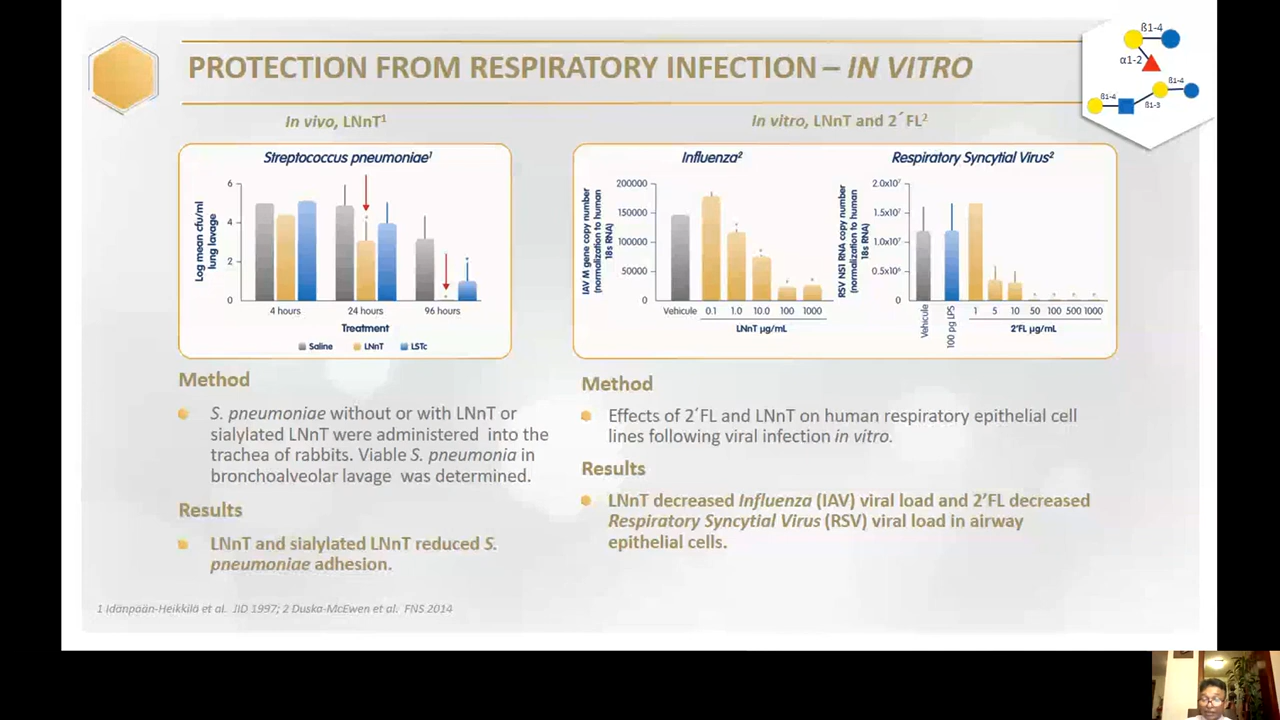 PROTECTION FROM RESPIRATORY INFECTION – IN VITRO
ß1-4
α1-2
ß1-4
ß1-4
ß1-3
In vivo, LNnT1
Streptococcus pneumoniae1
Log mean cfu/ml
lung lavage
6
4
2
0
4 hours 24 hours 96 hours
Treatment
Saline LNnT LSTc
In vitro, LNnT and 2´FL2
Influenza2
IAV M gene copy number
(normalization to human
18s RNA)
200000
150000
100000
50000
0
Vehicule 0.1 1.0 10.0 100 1000
LNnT µg/mL
Respiratory Syncytial Virus2
RSV NS1 RNA copy number
(normalization to human
18s RNA)
2.0x10⁷
1.5x10⁷
1.0x10⁷
0.5x10⁶
0
Vehicule 100 pg LPS 1 5 10 50 100 500 1000
2'FL µg/mL
Method
S. pneumoniae without or with LNnT or
sialylated LNnT were administered into the
trachea of rabbits. Viable S. pneumonia in
bronchoalveolar lavage was determined.
Results
LNnT and sialylated LNnT reduced S.
pneumoniae adhesion.
Method
Effects of 2´FL and LNnT on human respiratory epithelial cell
lines following viral infection in vitro.
Results
LNnT decreased Influenza (IAV) viral load and 2'FL decreased
Respiratory Syncytial Virus (RSV) viral load in airway
epithelial cells.
1 Idänpään-Heikkilä et al. JID 1997; 2 Duska-McEwen et al. FNS 2014